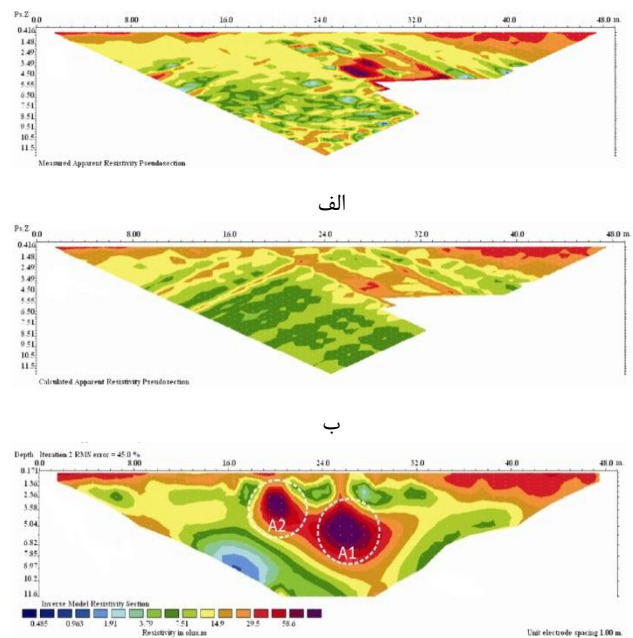 Ps.Z
0.0 8.00 16.0 24.0 32.0 40.0 48.0 m.
0.416
1.48
2.49
3.49
4.50
5.55
6.50
7.51
8.51
9.51
10.5
11.5
Measured Apparent Resistivity Pseudosection
الف
Ps.Z
0.0 8.00 16.0 24.0 32.0 40.0 48.0 m.
0.416
1.48
2.49
3.49
4.50
5.55
6.50
7.51
8.51
9.51
10.5
11.5
Calculated Apparent Resistivity Pseudosection
ب
Depth Iteration 2 RMS error = 45.0 %
0.0 8.00 16.0 24.0 32.0 40.0 48.0 m.
0.171
1.36
2.36
3.58
5.04
6.82
7.85
8.97
10.2
11.6
A2
A1
Inverse Model Resistivity Section
0.485 0.963 1.91 3.79 7.51 14.9 29.5 58.6
Resistivity in ohm.m
Unit electrode spacing 1.00 m.